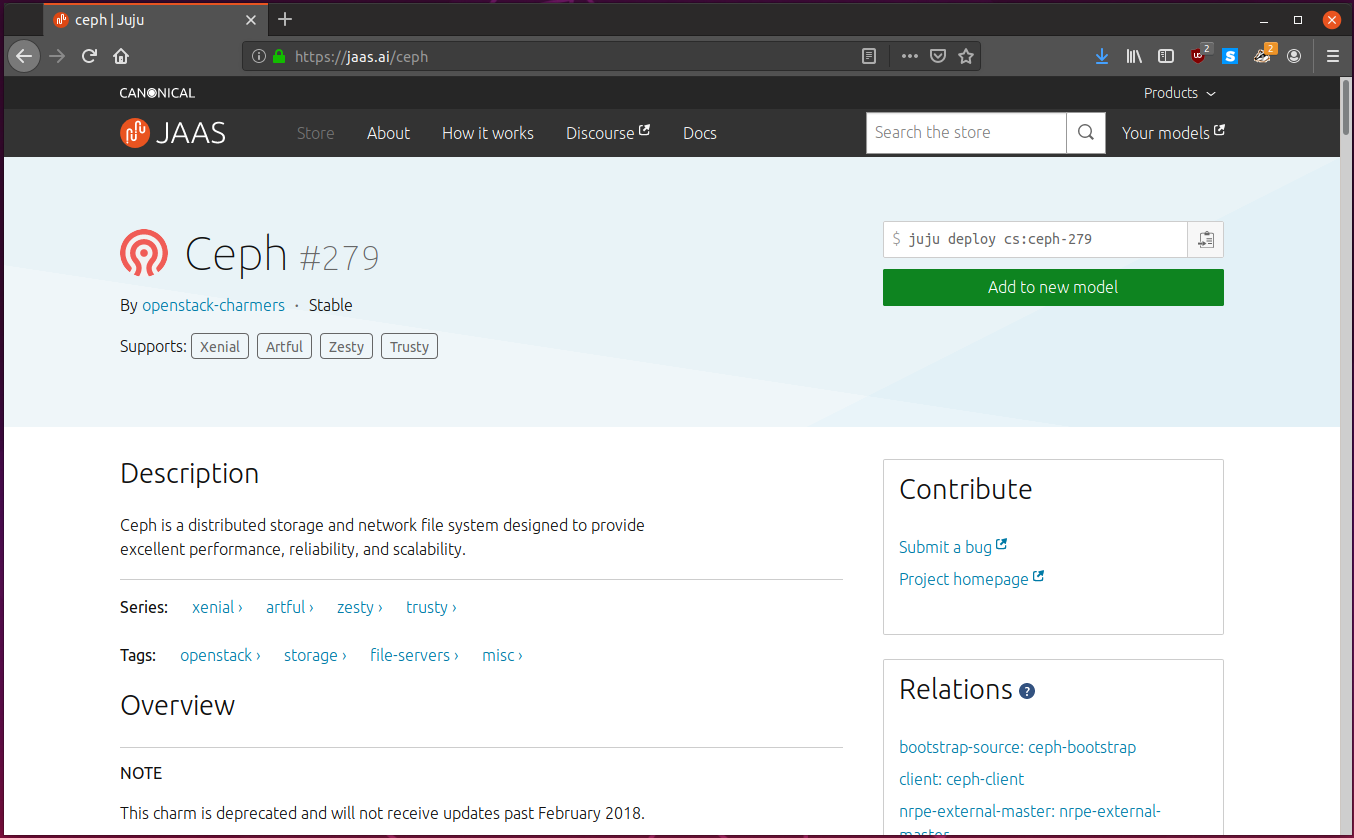 ceph | Juju
https://jaas.ai/ceph
2
S
2
CANONICAL
Products
JAAS
Store
About
How it works
Discourse
Docs
Search the store
Your models
Ceph #279
$ juju deploy cs:ceph-279
Add to new model
By openstack-charmers · Stable
Supports: Xenial Artful Zesty Trusty
Description
Ceph is a distributed storage and network file system designed to provide
excellent performance, reliability, and scalability.
Series: xenial › artful › zesty › trusty ›
Tags: openstack › storage › file-servers › misc ›
Overview
NOTE
This charm is deprecated and will not receive updates past February 2018.
Contribute
Submit a bug
Project homepage
Relations ?
bootstrap-source: ceph-bootstrap
client: ceph-client
nrpe-external-master: nrpe-external-
master